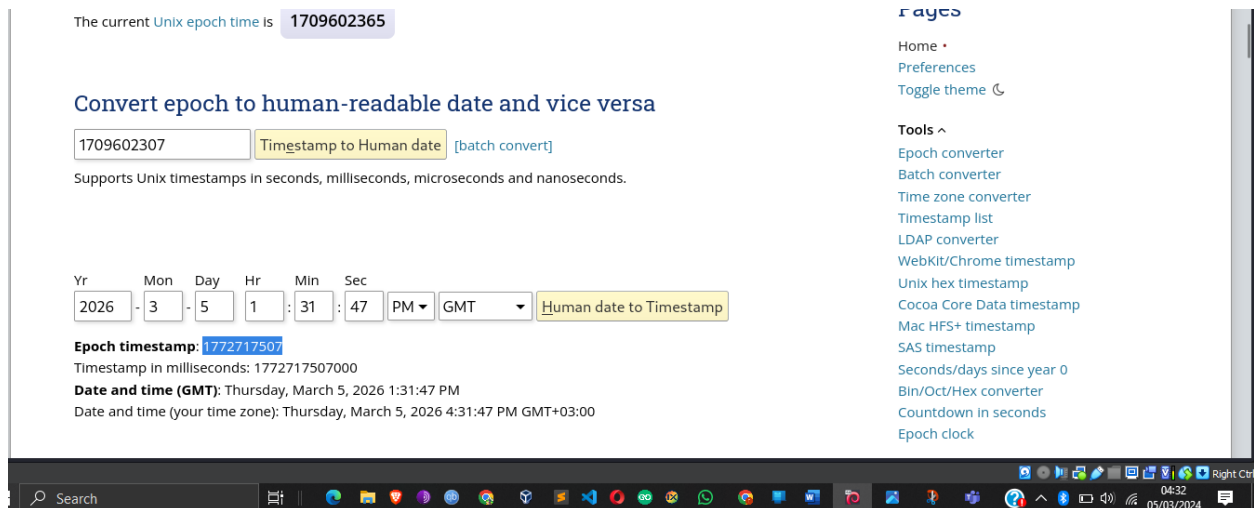 The current Unix epoch time is 1709602365
Convert epoch to human-readable date and vice versa
1709602307 Timestamp to Human date [batch convert]
Supports Unix timestamps in seconds, milliseconds, microseconds and nanoseconds.
Yr Mon Day Hr Min Sec
2026 - 3 - 5 1 : 31 : 47 PM GMT Human date to Timestamp
Epoch timestamp: 1772717507
Timestamp in milliseconds: 1772717507000
Date and time (GMT): Thursday, March 5, 2026 1:31:47 PM
Date and time (your time zone): Thursday, March 5, 2026 4:31:47 PM GMT+03:00
Pages
Home •
Preferences
Toggle theme
Tools
Epoch converter
Batch converter
Time zone converter
Timestamp list
LDAP converter
WebKit/Chrome timestamp
Unix hex timestamp
Cocoa Core Data timestamp
Mac HFS+ timestamp
SAS timestamp
Seconds/days since year 0
Bin/Oct/Hex converter
Countdown in seconds
Epoch clock
Right Ctrl
Search
04:32
05/03/2024